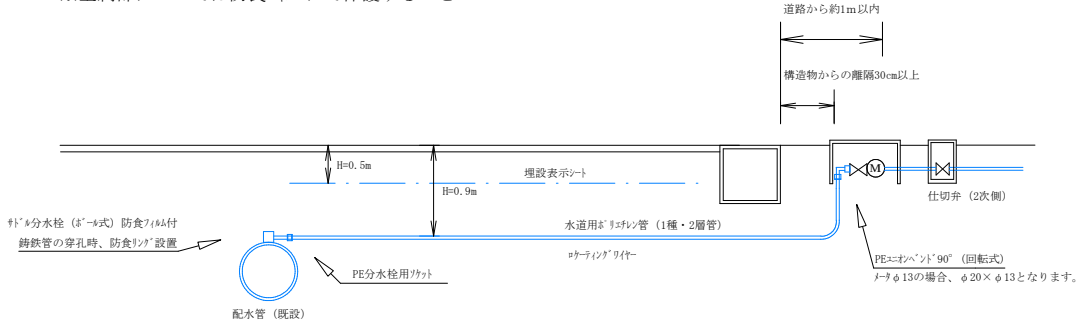 道路から約1m以内
構造物からの離隔30cm以上
H=0.5m
埋設表示ｼｰﾄ
H=0.9m
M
仕切弁（2次側）
ｻﾄﾞﾙ分水栓（ﾎﾞｰﾙ式）防食ﾌｨﾙﾑ付
鋳鉄管の穿孔時、防食ﾘﾝｸﾞ設置
水道用ﾎﾟﾘｴﾁﾚﾝ管（1種・2層管）
ﾛｹｰﾃｨﾝｸﾞﾜｲﾔｰ
PE分水栓用ｿｹｯﾄ
PEﾕﾆｵﾝﾍﾞﾝﾄﾞ90°（回転式）
ﾒｰﾀφ13の場合、φ20×φ13となります。
配水管（既設）